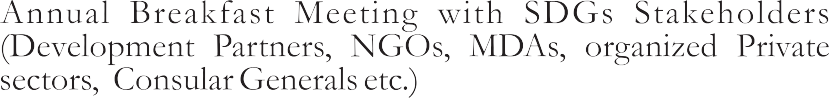 Annual Breakfast Meeting with SDGs Stakeholders
(Development Partners, NGOs, MDAs, organized Private
sectors, Consular Generals etc.)